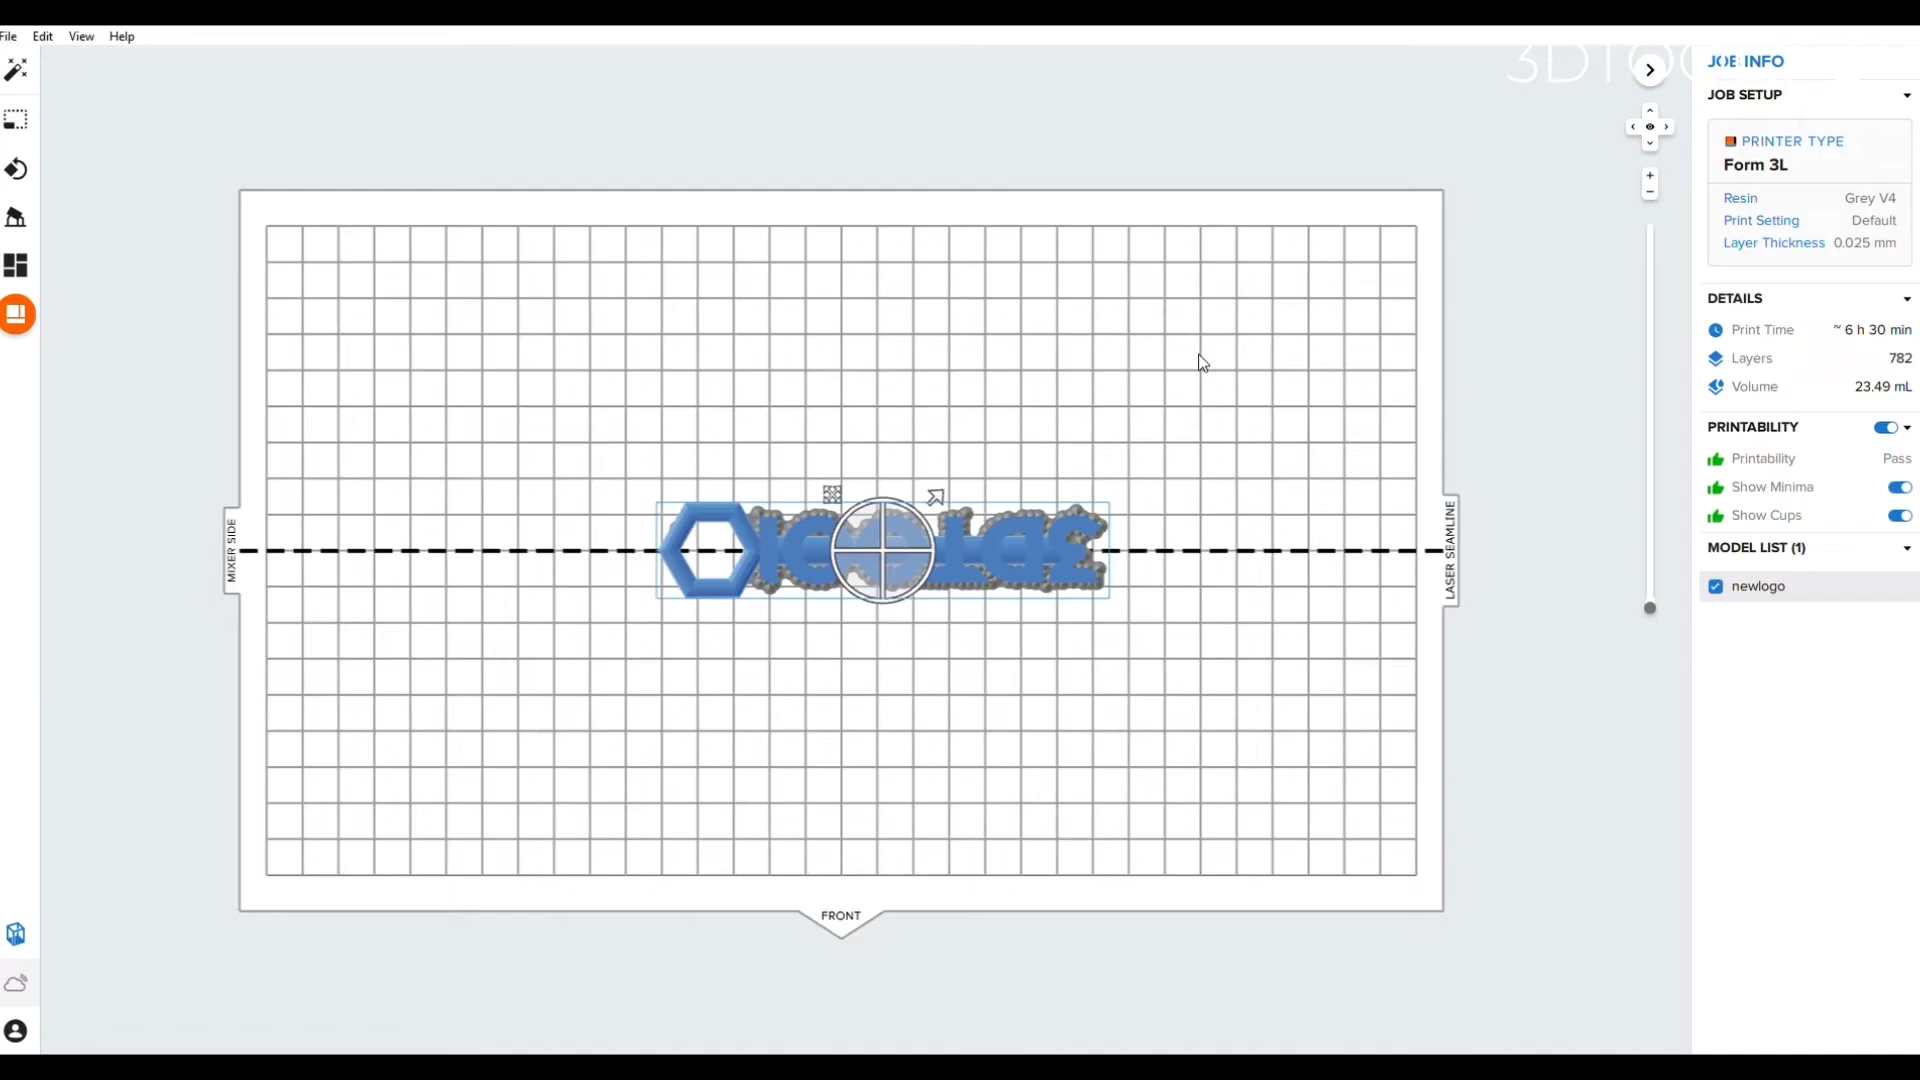 File Edit View Help
JOB INFO
JOB SETUP
PRINTER TYPE
Form 3L
Resin Grey V4
Print Setting Default
Layer Thickness 0.025 mm
DETAILS
Print Time ~ 6 h 30 min
Layers 782
Volume 23.49 mL
PRINTABILITY
Printability Pass
Show Minima
Show Cups
MODEL LIST (1)
newlogo
MIXER SIDE
LASER SEAMLINE
FRONT